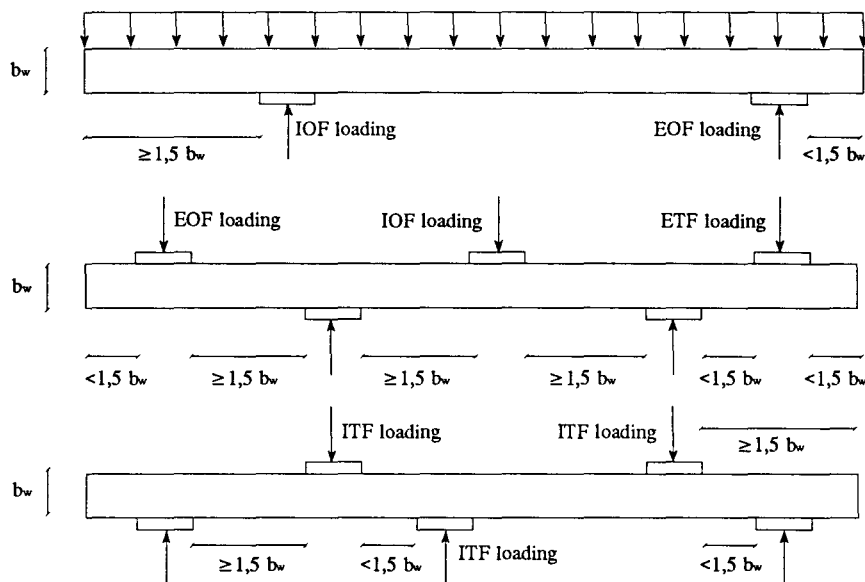 bw
IOF loading
EOF loading
≥1,5 bw
<1,5 bw
EOF loading
IOF loading
ETF loading
bw
<1,5 bw
≥1,5 bw
≥1,5 bw
≥1,5 bw
<1,5 bw
<1,5 bw
ITF loading
ITF loading
≥1,5 bw
bw
≥1,5 bw
<1,5 bw
ITF loading
<1,5 bw